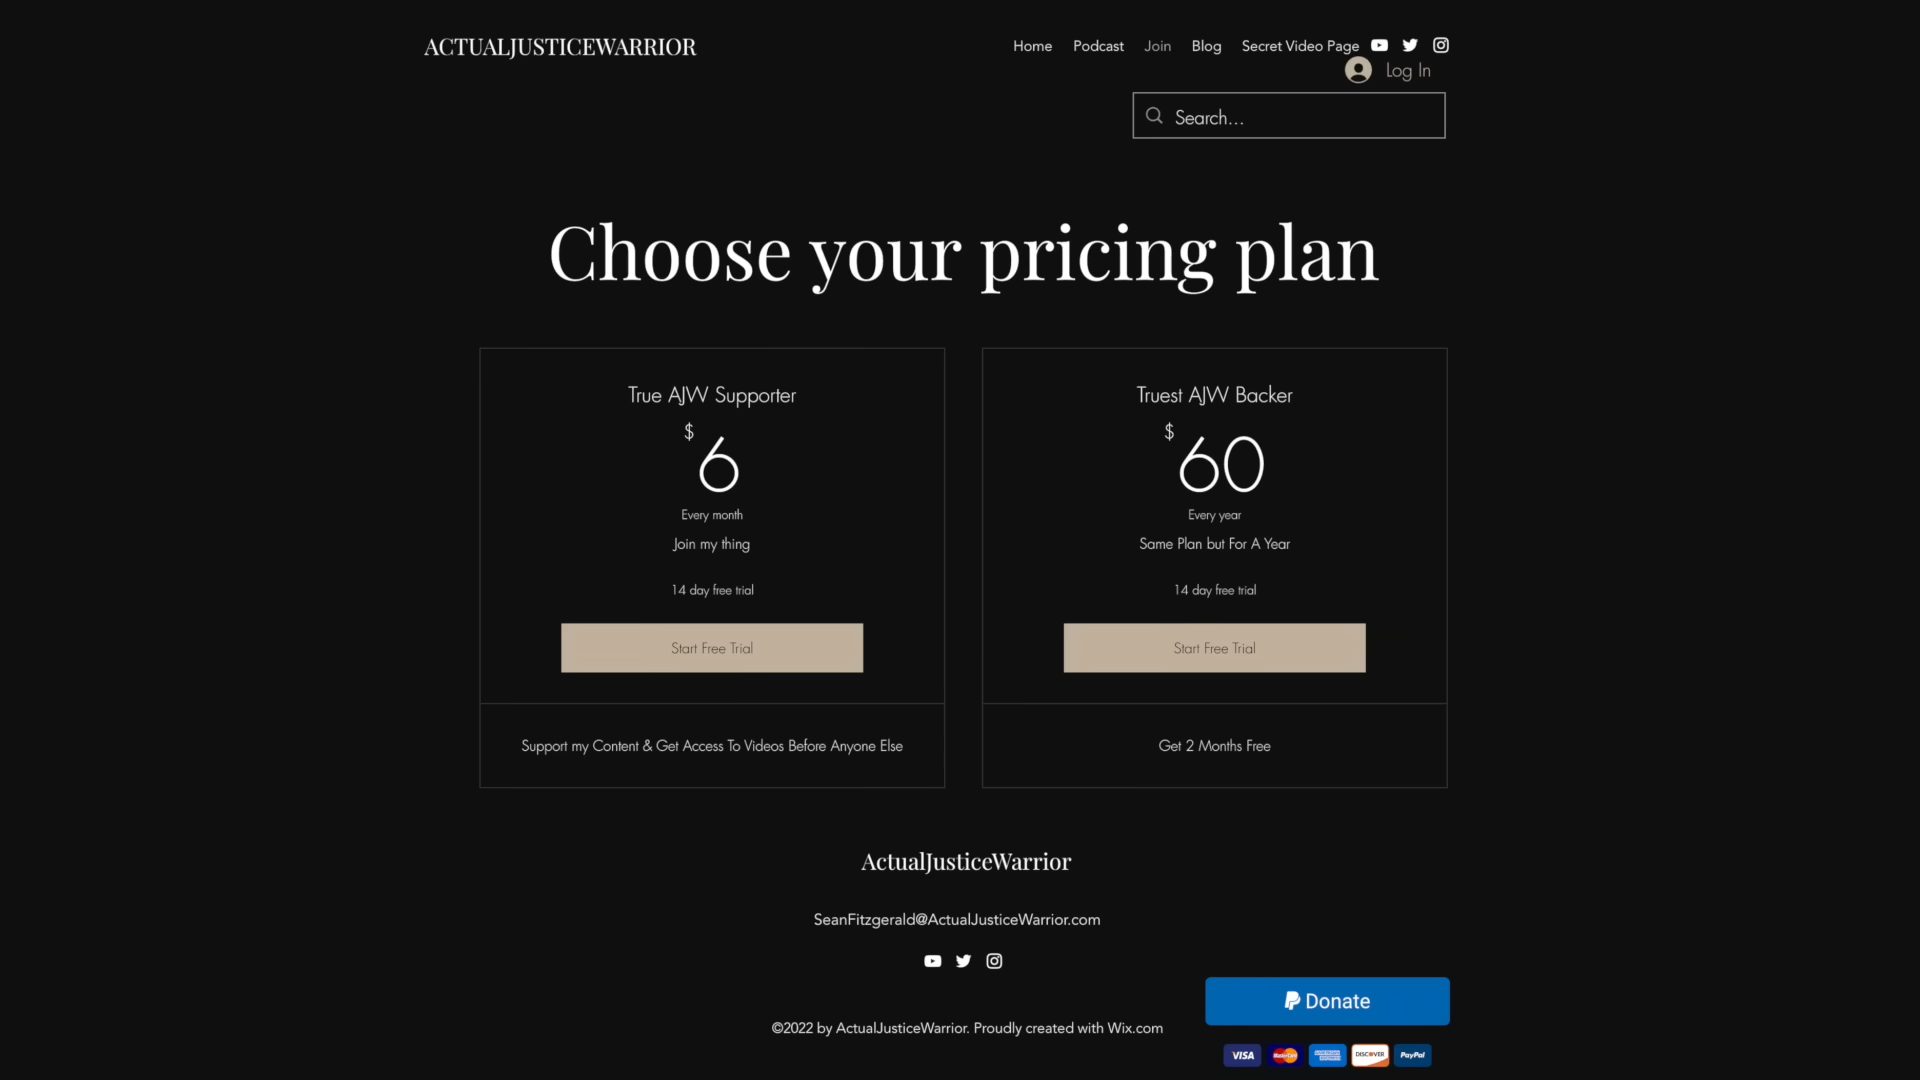 ACTUALJUSTICEWARRIOR
Home Podcast Join Blog Secret Video Page
Log In
Search...
Choose your pricing plan
True AJW Supporter
$6
Every month
Join my thing
14 day free trial
Start Free Trial
Support my Content & Get Access To Videos Before Anyone Else
Truest AJW Backer
$60
Every year
Same Plan but For A Year
14 day free trial
Start Free Trial
Get 2 Months Free
ActualJusticeWarrior
SeanFitzgerald@ActualJusticeWarrior.com
Donate
©2022 by ActualJusticeWarrior. Proudly created with Wix.com
VISA MasterCard AMERICAN EXPRESS DISCOVER PayPal